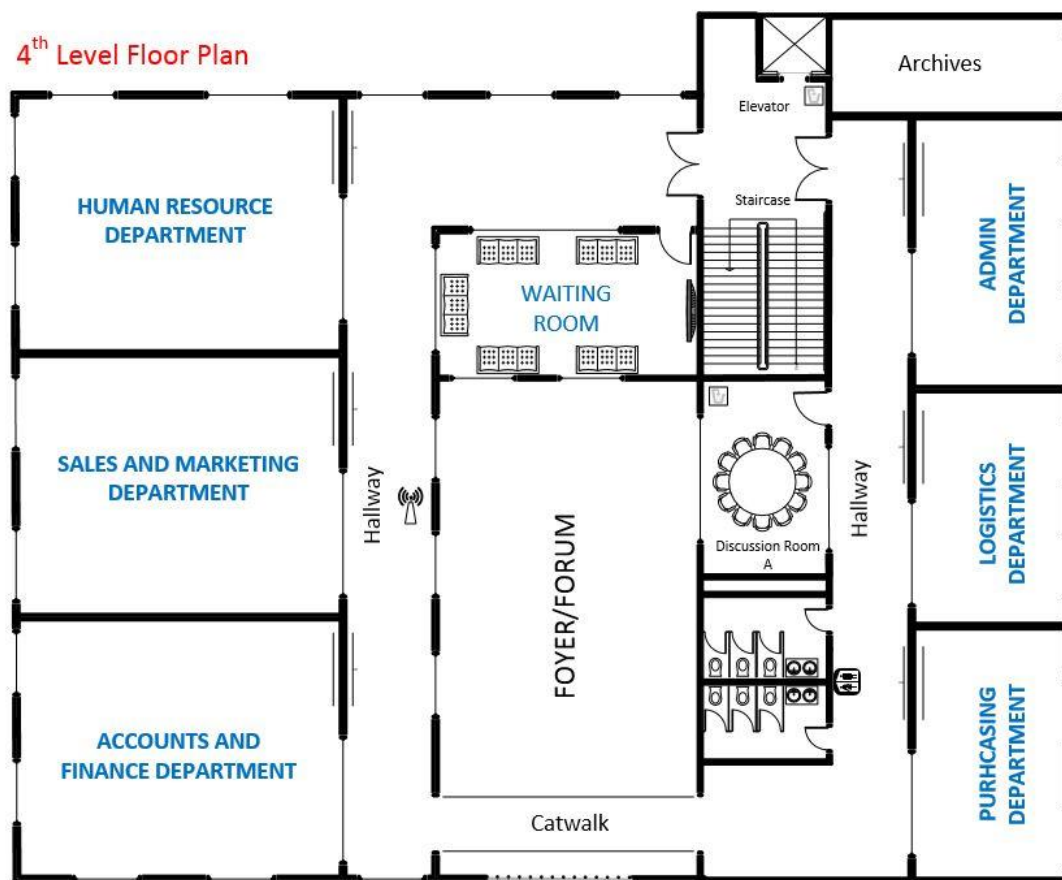 4th Level Floor Plan
Archives
Elevator
HUMAN RESOURCE
DEPARTMENT
Staircase
ADMIN
DEPARTMENT
WAITING
ROOM
SALES AND MARKETING
DEPARTMENT
Hallway
FOYER/FORUM
Discussion Room
A
Hallway
LOGISTICS
DEPARTMENT
ACCOUNTS AND
FINANCE DEPARTMENT
PURHCASING
DEPARTMENT
Catwalk